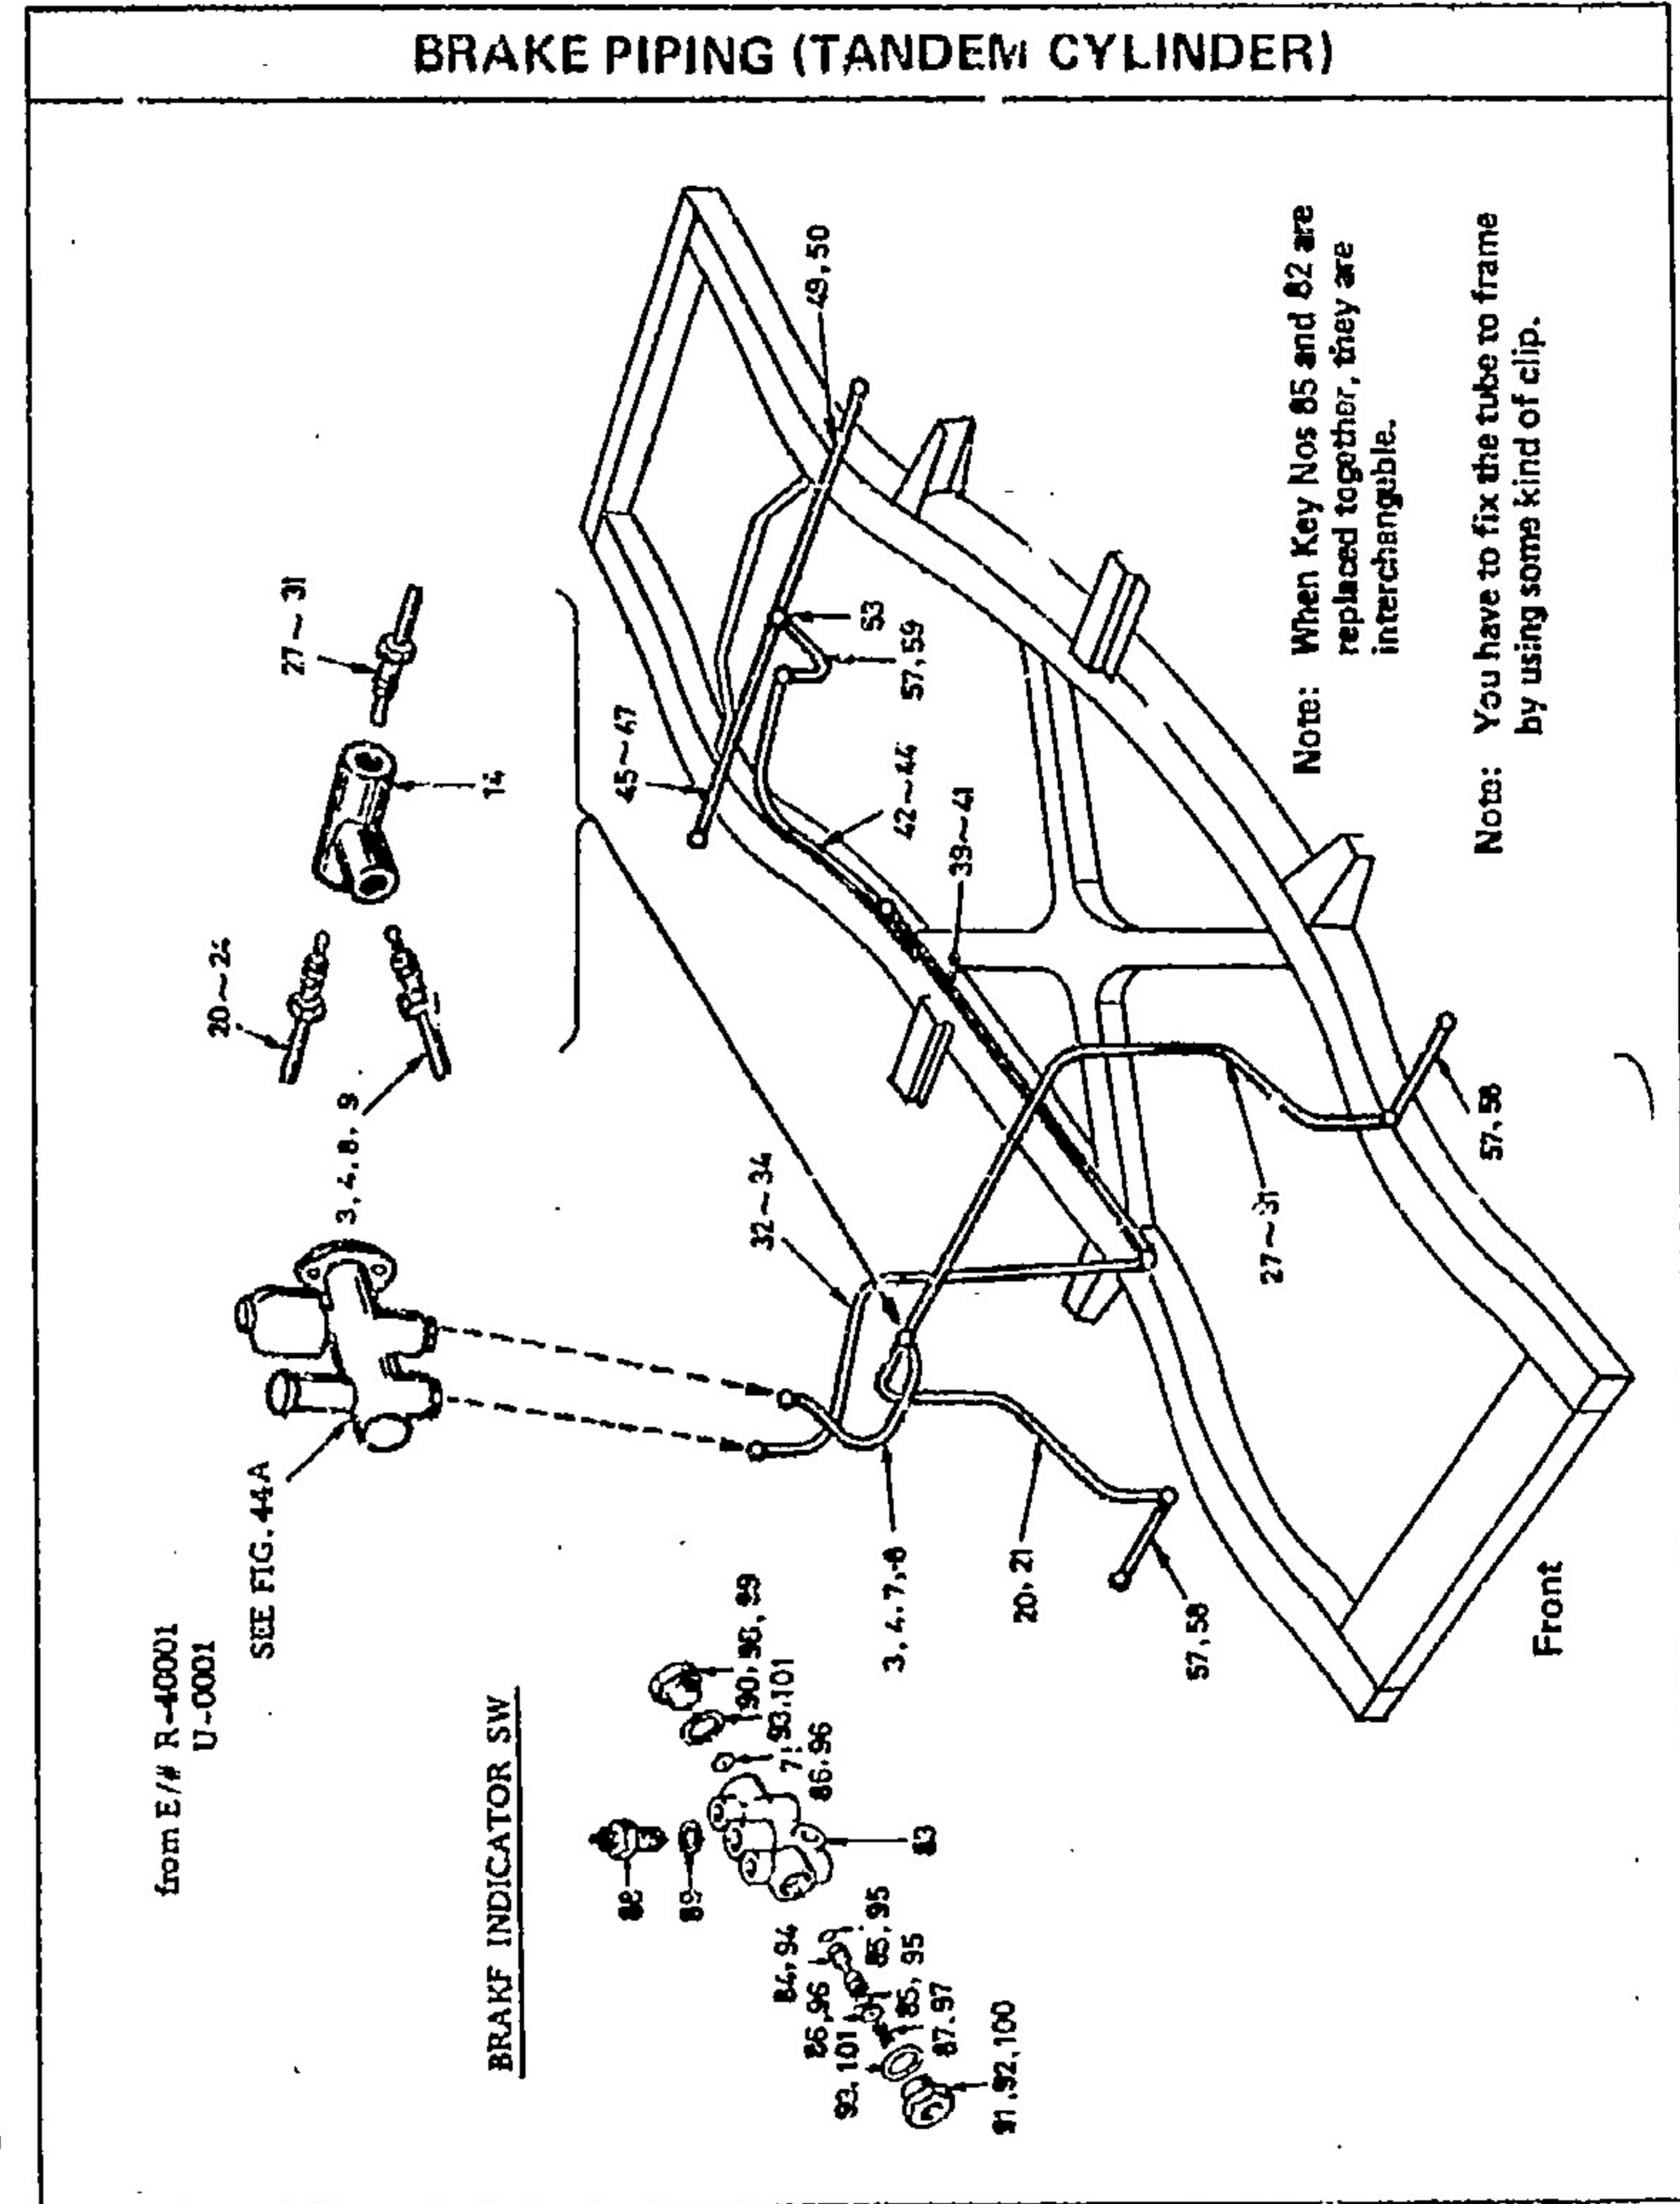 BRAKE PIPING (TANDEM CYLINDER)
from E/# R-40001
U-0001
SEE FIG. 44A
3, 4, 8, 9
20~24
27~31
14
BRAKE INDICATOR SW
88
89
90, 98, 99
93, 101
86, 96
83
84, 94
85, 95
86, 96
85, 95
93, 101
87, 97
91, 92, 100
32~34
45~47
49, 50
53
57, 59
42~44
39~41
3, 4, 7, 8
20, 21
57, 58
27~31
57, 58
Front
Note: When Key Nos 85 and 82 are
replaced together, they are
interchangeble.
Note: You have to fix the tube to frame
by using some kind of clip.